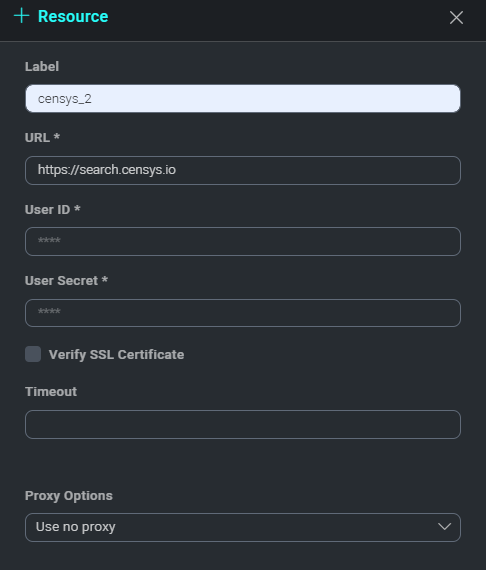 Resource
Label
censys_2
URL *
https://search.censys.io
User ID *
****
User Secret *
****
Verify SSL Certificate
Timeout
Proxy Options
Use no proxy